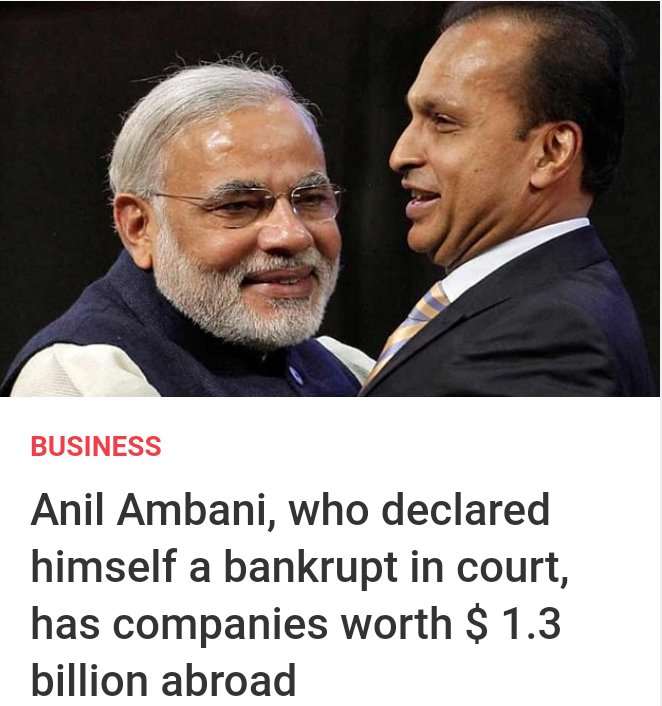 BUSINESS
Anil Ambani, who declared
himself a bankrupt in court,
has companies worth $ 1.3
billion abroad